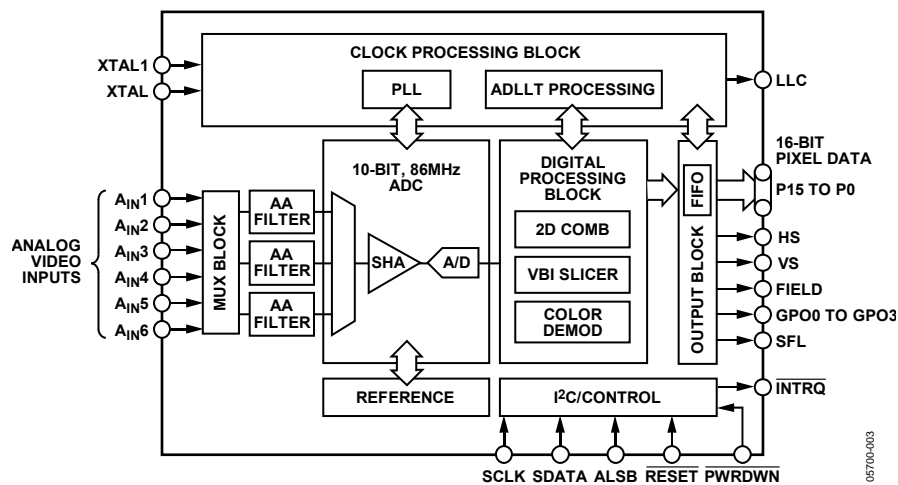 CLOCK PROCESSING BLOCK
XTAL1
XTAL
PLL
ADLLT PROCESSING
LLC
16-BIT
PIXEL DATA
P15 TO P0
10-BIT, 86MHz
ADC
DIGITAL
PROCESSING
BLOCK
FIFO
OUTPUT BLOCK
ANALOG
VIDEO
INPUTS
AIN1
AIN2
AIN3
AIN4
AIN5
AIN6
MUX BLOCK
AA
FILTER
AA
FILTER
AA
FILTER
SHA
A/D
2D COMB
VBI SLICER
COLOR
DEMOD
HS
VS
FIELD
GPO0 TO GPO3
SFL
REFERENCE
I2C/CONTROL
INTRQ
SCLK SDATA ALSB RESET PWRDWN
05700-003